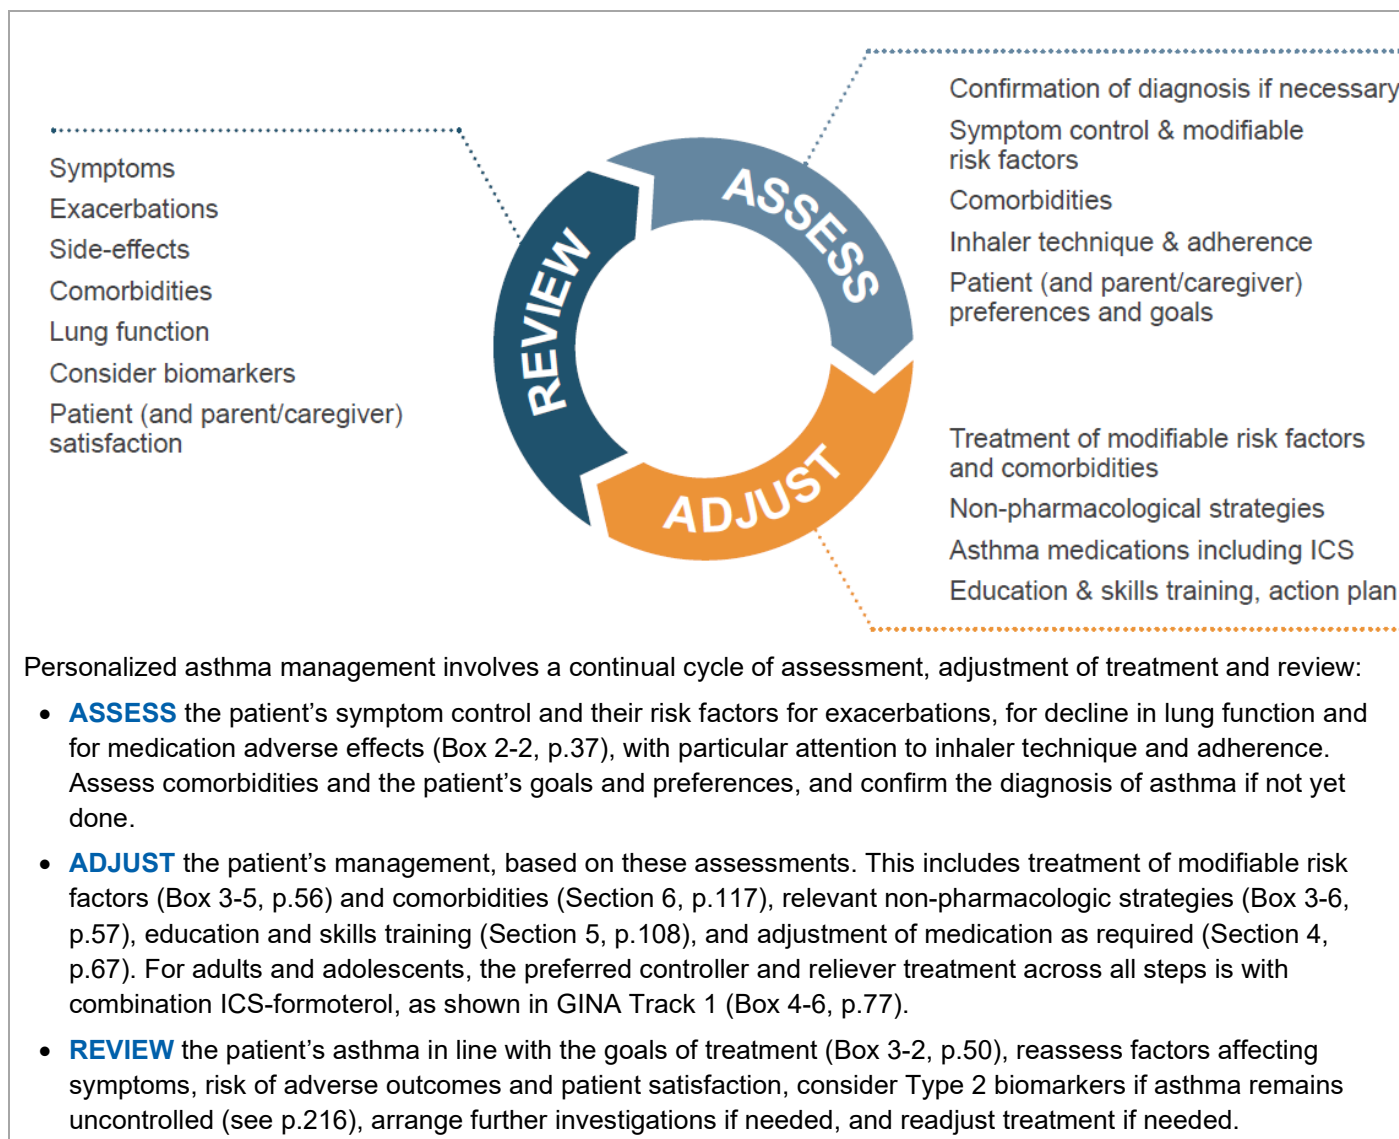 Symptoms
Exacerbations
Side-effects
Comorbidities
Lung function
Consider biomarkers
Patient (and parent/caregiver)
satisfaction
REVIEW
ASSESS
ADJUST
Confirmation of diagnosis if necessary
Symptom control & modifiable
risk factors
Comorbidities
Inhaler technique & adherence
Patient (and parent/caregiver)
preferences and goals
Treatment of modifiable risk factors
and comorbidities
Non-pharmacological strategies
Asthma medications including ICS
Education & skills training, action plan
Personalized asthma management involves a continual cycle of assessment, adjustment of treatment and review:
• ASSESS the patient’s symptom control and their risk factors for exacerbations, for decline in lung function and
for medication adverse effects (Box 2-2, p.37), with particular attention to inhaler technique and adherence.
Assess comorbidities and the patient’s goals and preferences, and confirm the diagnosis of asthma if not yet
done.
• ADJUST the patient’s management, based on these assessments. This includes treatment of modifiable risk
factors (Box 3-5, p.56) and comorbidities (Section 6, p.117), relevant non-pharmacologic strategies (Box 3-6,
p.57), education and skills training (Section 5, p.108), and adjustment of medication as required (Section 4,
p.67). For adults and adolescents, the preferred controller and reliever treatment across all steps is with
combination ICS-formoterol, as shown in GINA Track 1 (Box 4-6, p.77).
• REVIEW the patient’s asthma in line with the goals of treatment (Box 3-2, p.50), reassess factors affecting
symptoms, risk of adverse outcomes and patient satisfaction, consider Type 2 biomarkers if asthma remains
uncontrolled (see p.216), arrange further investigations if needed, and readjust treatment if needed.